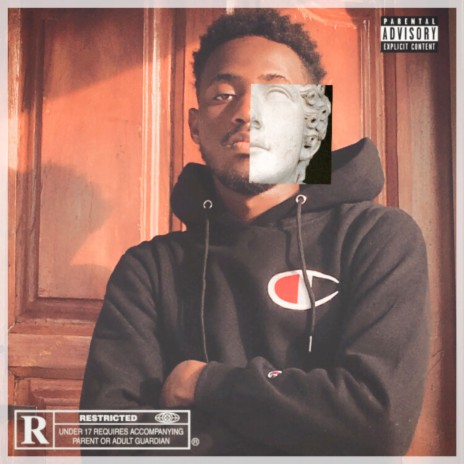 PARENTAL
ADVISORY
EXPLICIT CONTENT
R
RESTRICTED
UNDER 17 REQUIRES ACCOMPANYING
PARENT OR ADULT GUARDIAN
®